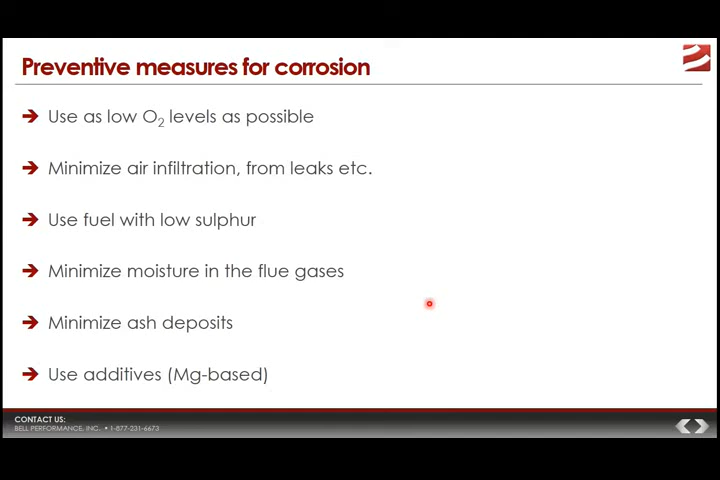 Preventive measures for corrosion
Use as low O₂ levels as possible
Minimize air infiltration, from leaks etc.
Use fuel with low sulphur
Minimize moisture in the flue gases
Minimize ash deposits
Use additives (Mg-based)
CONTACT US:
BELL PERFORMANCE, INC. • 1-877-231-6673